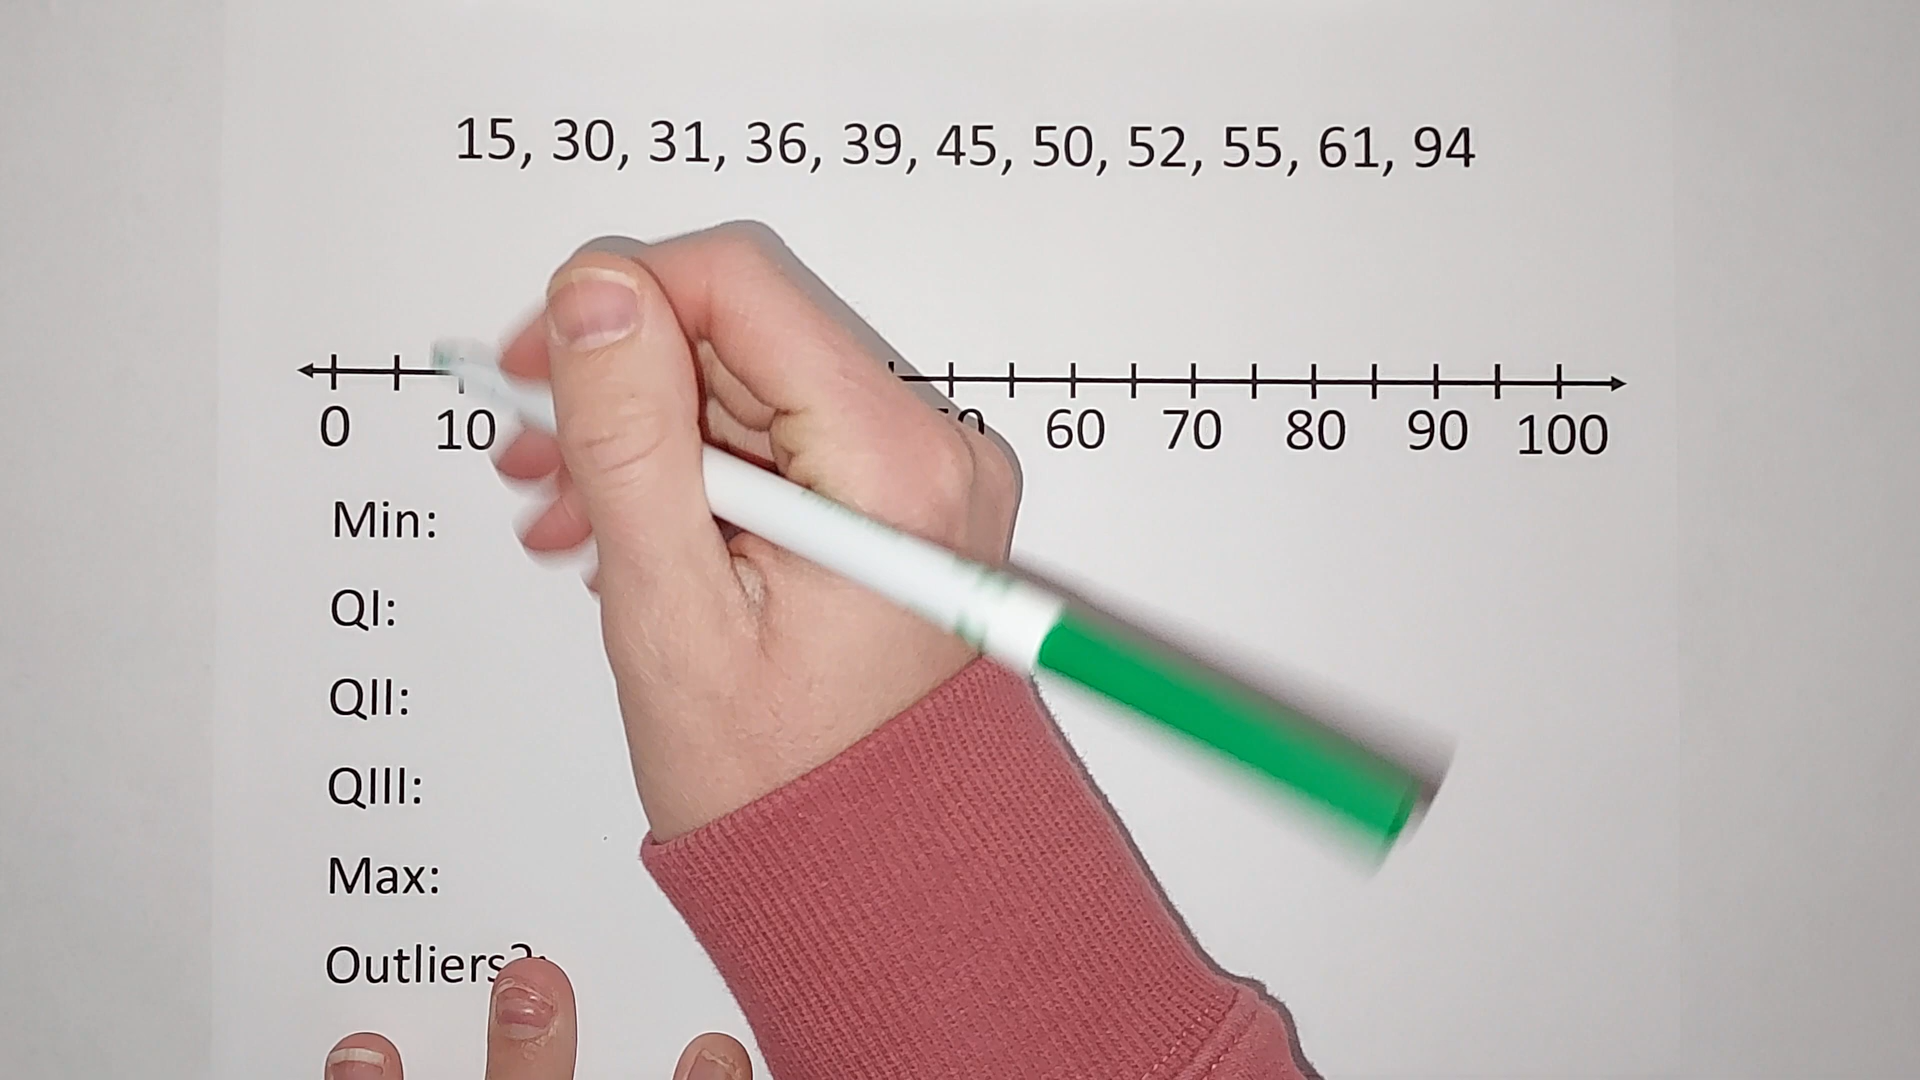 15, 30, 31, 36, 39, 45, 50, 52, 55, 61, 94
0 10 60 70 80 90 100
Min:
QI:
QII:
QIII:
Max:
Outliers?: